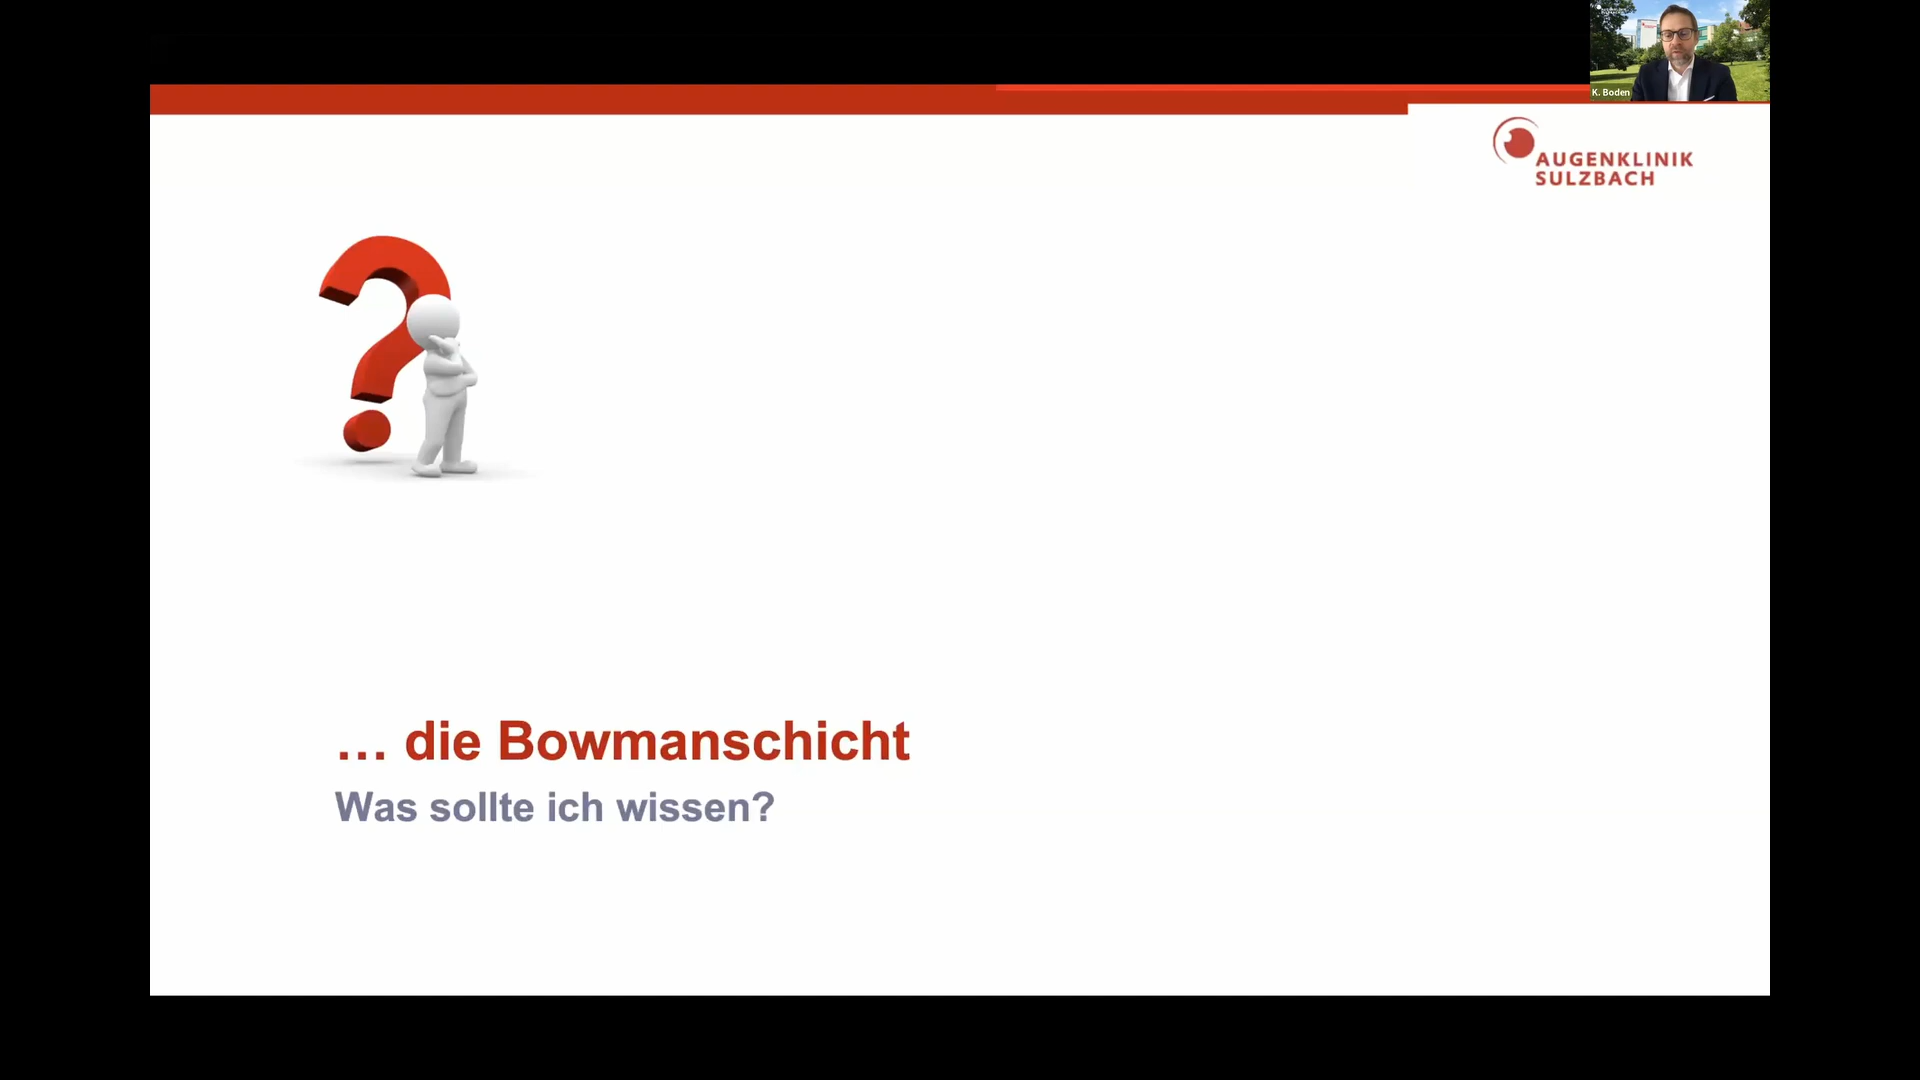 K. Boden
AUGENKLINIK
SULZBACH
... die Bowmanschicht
Was sollte ich wissen?